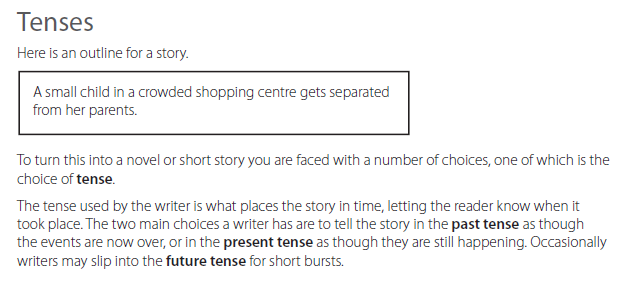 Tenses
Here is an outline for a story.
A small child in a crowded shopping centre gets separated
from her parents.
To turn this into a novel or short story you are faced with a number of choices, one of which is the
choice of tense.
The tense used by the writer is what places the story in time, letting the reader know when it
took place. The two main choices a writer has are to tell the story in the past tense as though
the events are now over, or in the present tense as though they are still happening. Occasionally
writers may slip into the future tense for short bursts.